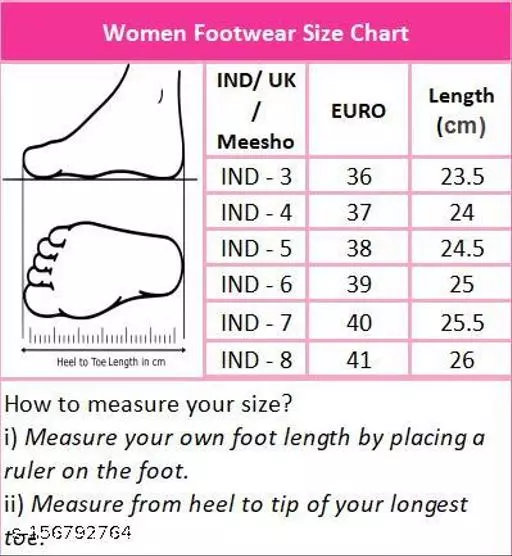 Women Footwear Size Chart
IND/ UK
/
Meesho
EURO
Length
(cm)
IND - 3 36 23.5
IND - 4 37 24
IND - 5 38 24.5
IND - 6 39 25
IND - 7 40 25.5
IND - 8 41 26
Heel to Toe Length in cm
How to measure your size?
i) Measure your own foot length by placing a
ruler on the foot.
ii) Measure from heel to tip of your longest
toe.
s-156792764